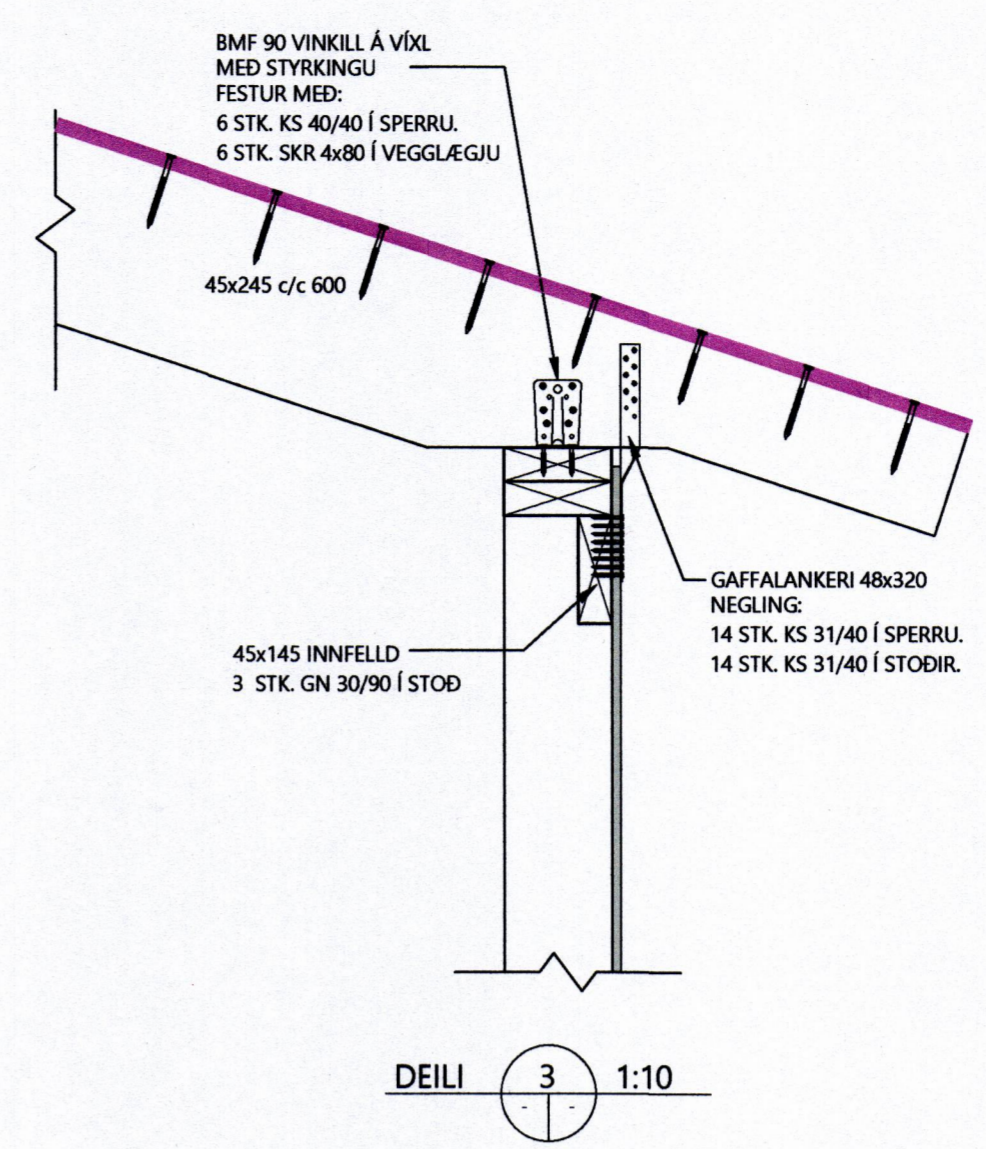 BMF 90 VINKILL Á VÍXL
MEÐ STYRKINGU
FESTUR MEÐ:
6 STK. KS 40/40 Í SPERRU.
6 STK. SKR 4x80 Í VEGGLÆGJU
45x245 c/c 600
GAFFALANKERI 48x320
NEGLING:
14 STK. KS 31/40 Í SPERRU.
14 STK. KS 31/40 Í STOÐIR.
45x145 INNFELLD
3 STK. GN 30/90 Í STOÐ
DEILI 3 1:10
- -